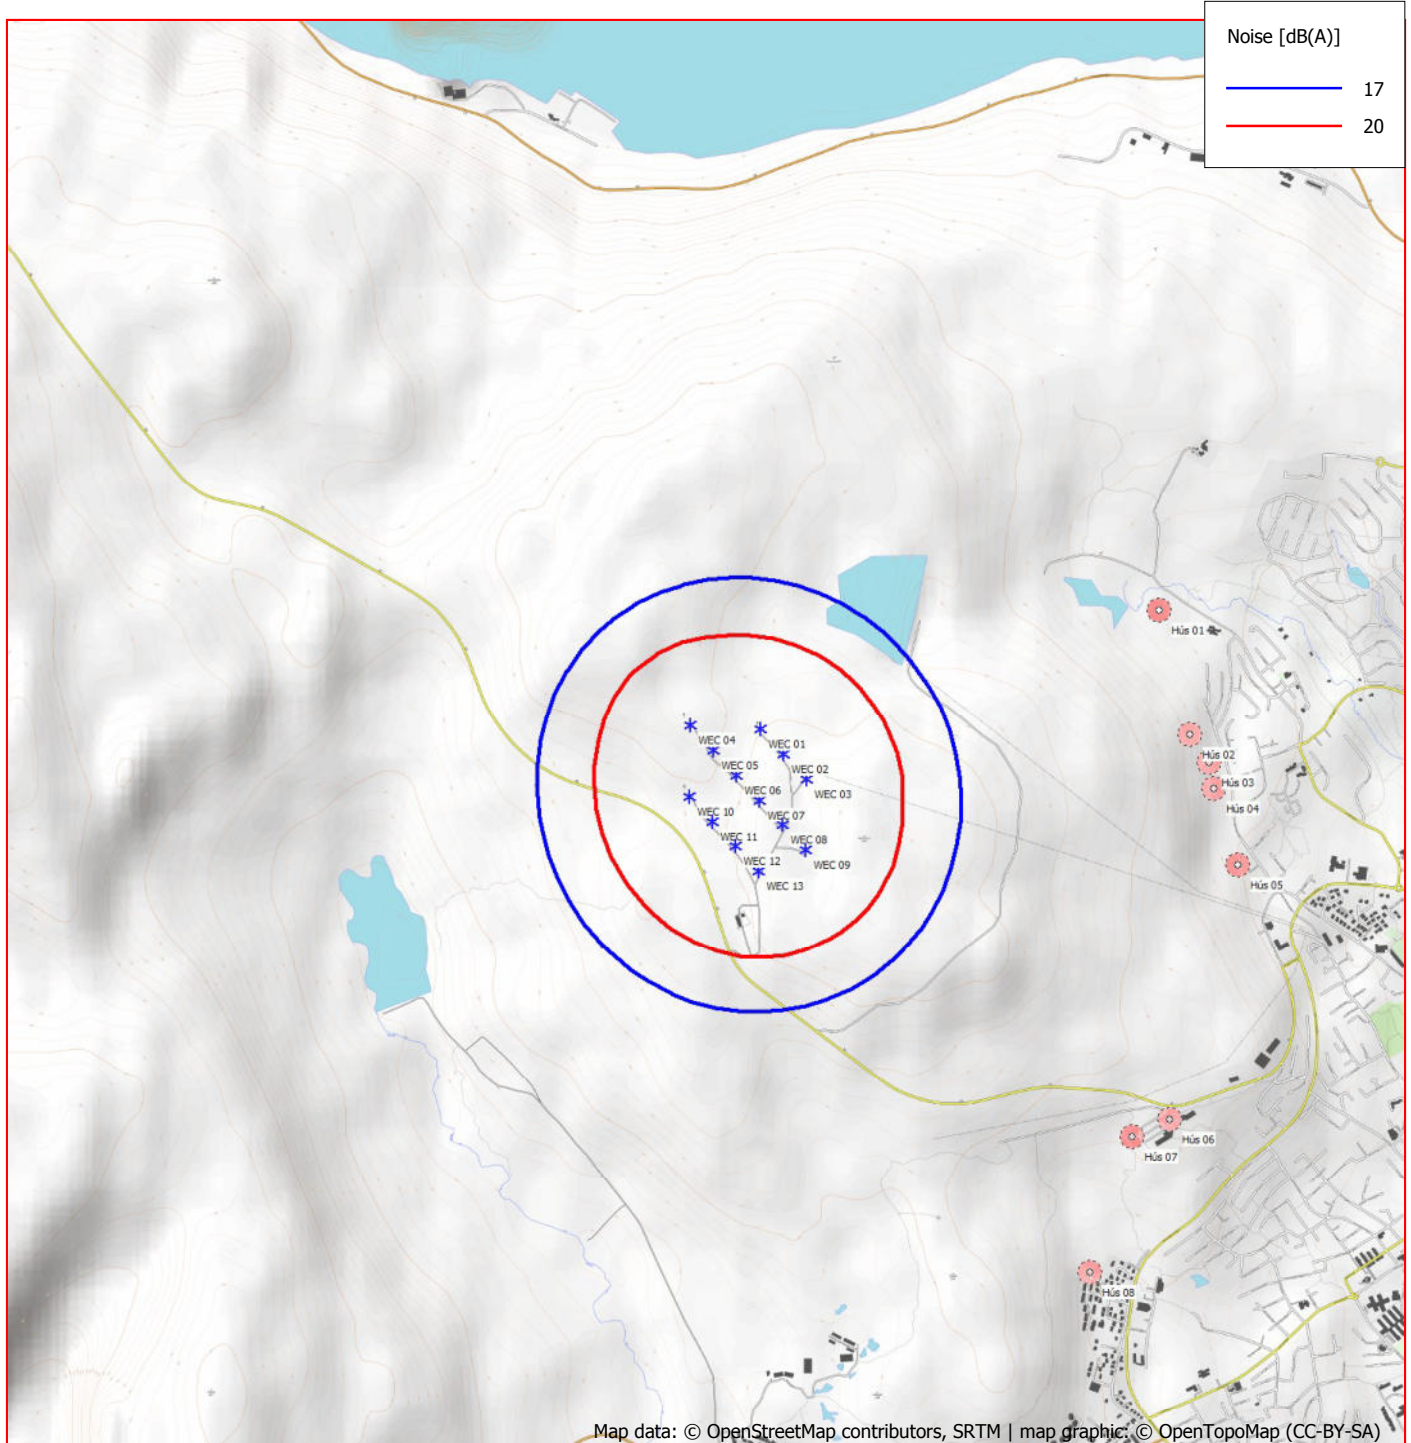 Noise [dB(A)]
17
20
Hús 01
WEC 04
WEC 01
Hús 02
WEC 05
WEC 02
Hús 03
WEC 06
WEC 03
Hús 04
WEC 10
WEC 07
WEC 11
WEC 08
WEC 12
WEC 09
WEC 13
Hús 05
Hús 06
Hús 07
Hús 08
Map data: © OpenStreetMap contributors, SRTM | map graphic: © OpenTopoMap (CC-BY-SA)